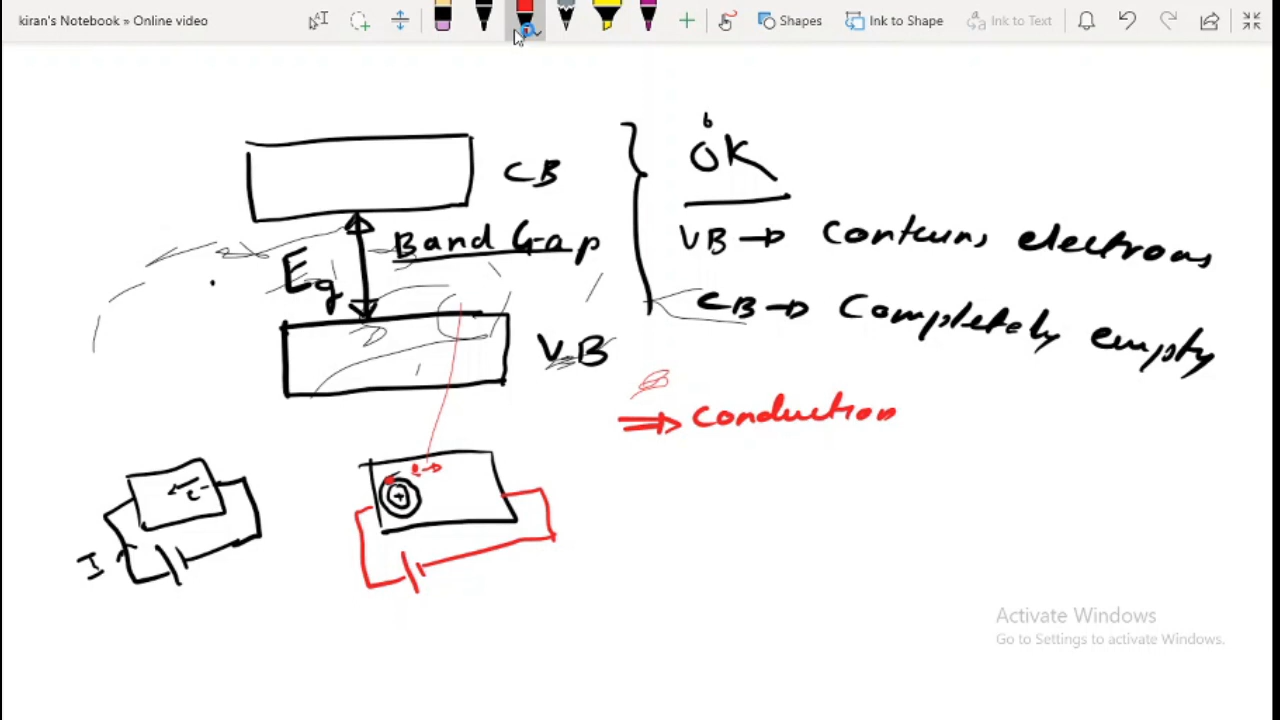 kiran's Notebook » Online video
Shapes
Ink to Shape
Ink to Text
CB
0K
Band Gap
VB → Contains electrons
Eg
CB → Completely empty
VB
⇒ Conduction
e →
+
e-
I
Activate Windows
Go to Settings to activate Windows.